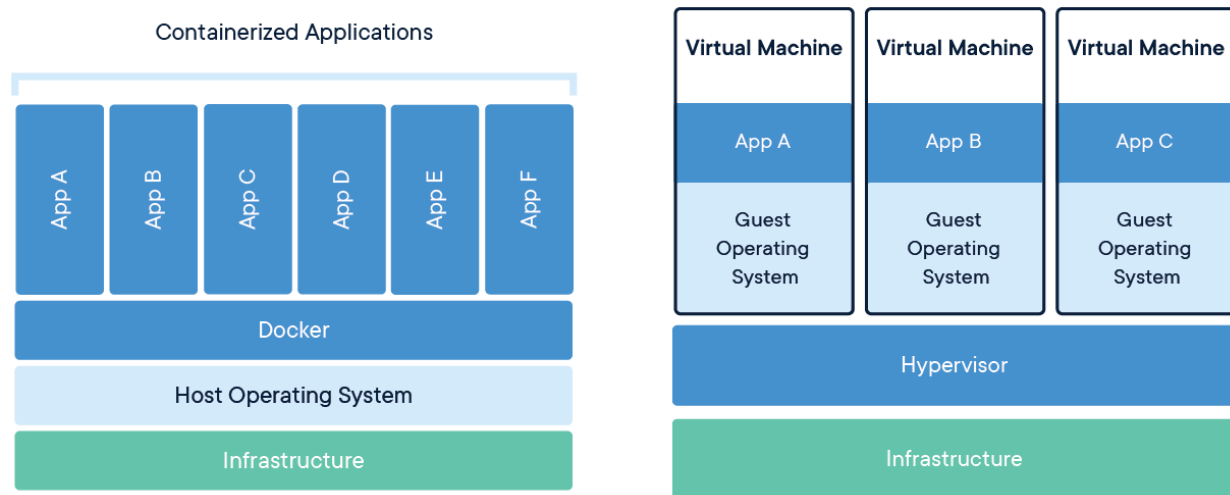 Containerized Applications
App A
App B
App C
App D
App E
App F
Docker
Host Operating System
Infrastructure
Virtual Machine
App A
Guest
Operating
System
Virtual Machine
App B
Guest
Operating
System
Virtual Machine
App C
Guest
Operating
System
Hypervisor
Infrastructure